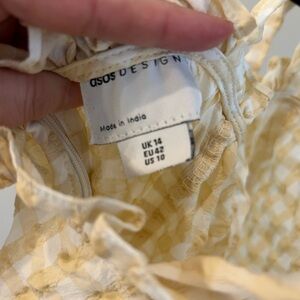 asos DESIGN
Made in India
UK 14
EU 42
US 10